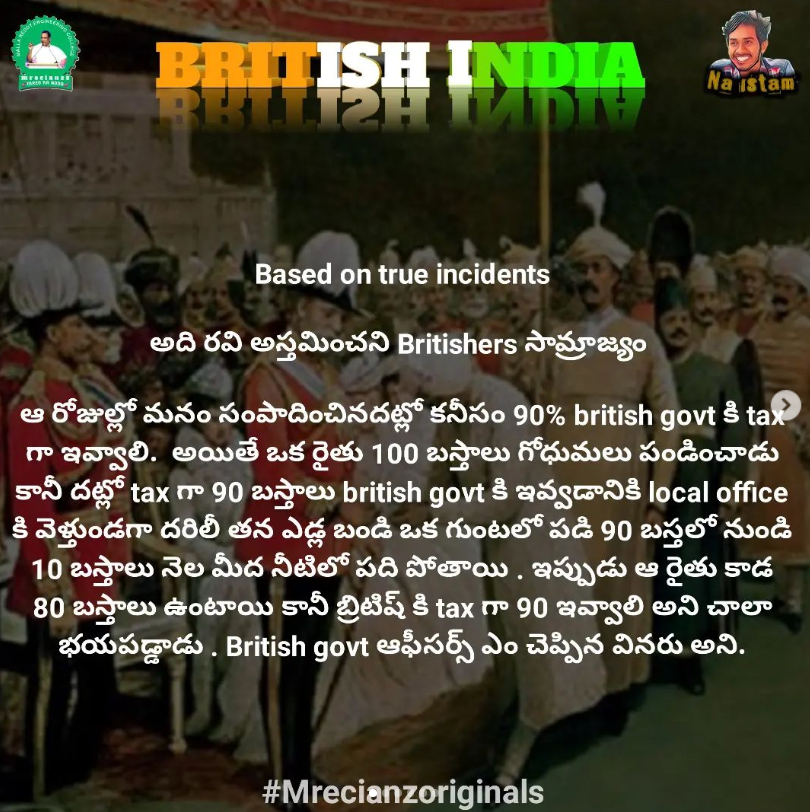 BRITISH INDIA
Na istam
mrecianzs
Based on true incidents
అది రవి అస్తమించని Britishers సామ్రాజ్యం
ఆ రోజుల్లో మనం సంపాదించినదట్లో కనీసం 90% british govt కి tax
గా ఇవ్వాలి. అయితే ఒక రైతు 100 బస్తాలు గోధుమలు పండించాడు
కానీ దట్లో tax గా 90 బస్తాలు british govt కి ఇవ్వడానికి local office
కి వెళ్తుండగా దరిలీ తన ఎడ్ల బండి ఒక గుంటలో పడి 90 బస్తలో నుండి
10 బస్తాలు నెల మీద నీటిలో పది పోతాయి . ఇప్పుడు ఆ రైతు కాడ
80 బస్తాలు ఉంటాయి కానీ బ్రిటిష్ కి tax గా 90 ఇవ్వాలి అని చాలా
భయపడ్డాడు . British govt ఆఫీసర్స్ ఎం చెప్పిన వినరు అని.
#Mrecianzoriginals